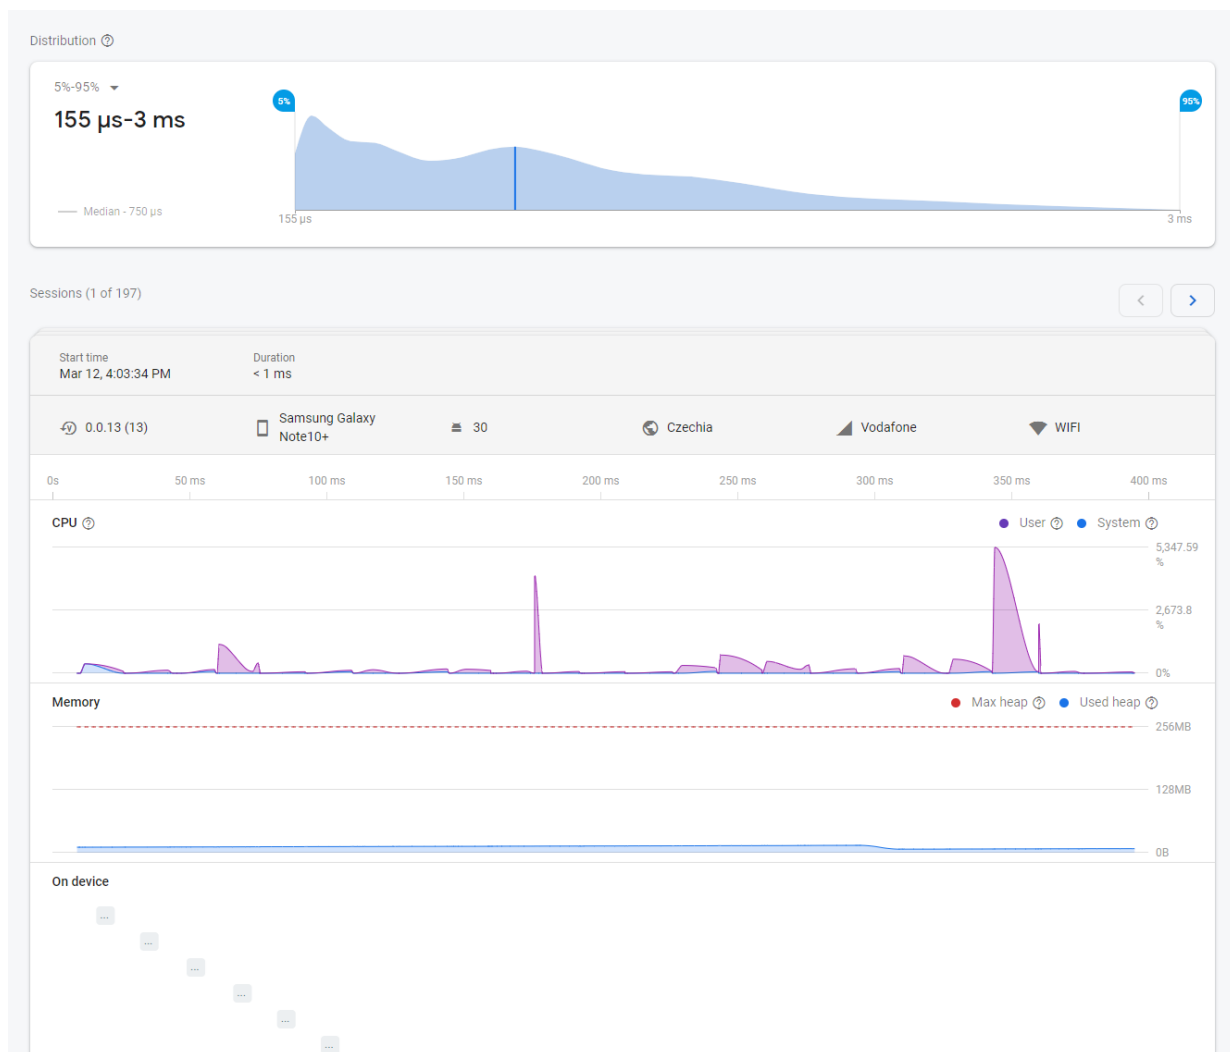 Distribution
5%-95%
155 µs-3 ms
5%
95%
Median - 750 µs
155 µs
3 ms
Sessions (1 of 197)
Start time
Mar 12, 4:03:34 PM
Duration
< 1 ms
0.0.13 (13)
Samsung Galaxy
Note10+
30
Czechia
Vodafone
WIFI
0s 50 ms 100 ms 150 ms 200 ms 250 ms 300 ms 350 ms 400 ms
CPU
User System
5,347.59
%
2,673.8
%
0%
Memory
Max heap Used heap
256MB
128MB
0B
On device
...
...
...
...
...
...